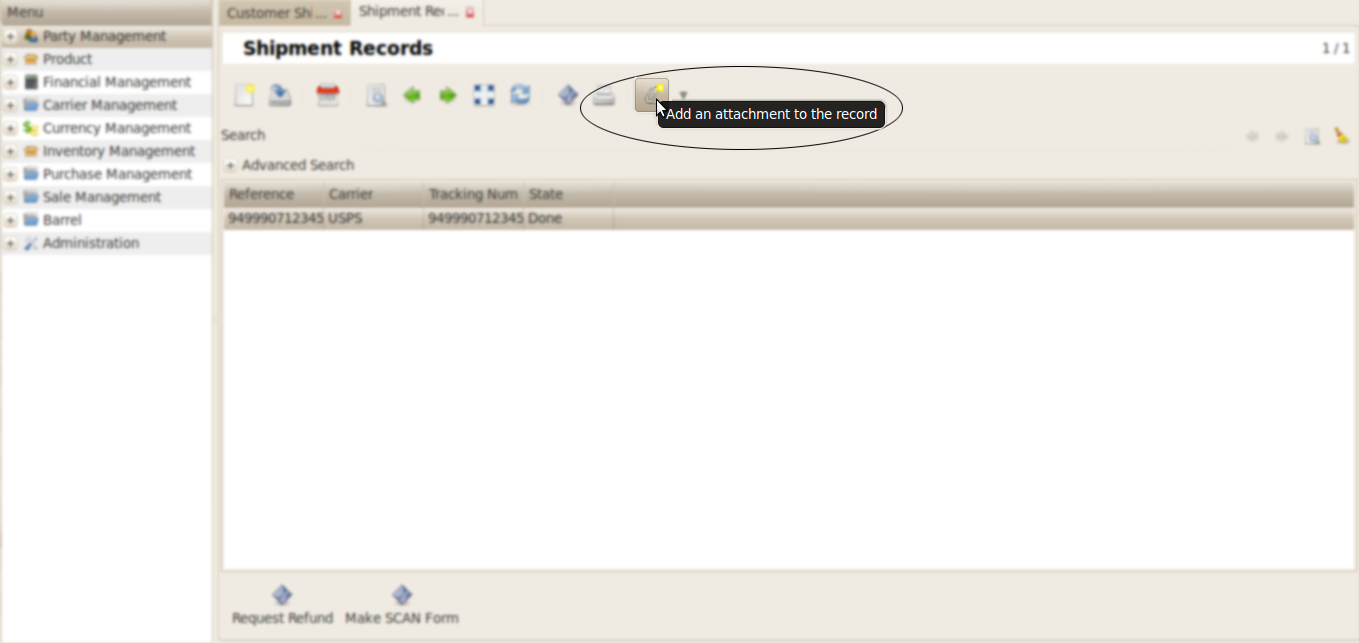 Menu
Customer Shi ...
Shipment Rec ...
Party Management
Product
Financial Management
Carrier Management
Currency Management
Inventory Management
Purchase Management
Sale Management
Barrel
Administration
Shipment Records
1 / 1
Add an attachment to the record
Search
Advanced Search
Reference Carrier Tracking Num State
949990712345 USPS 949990712345 Done
Request Refund Make SCAN Form